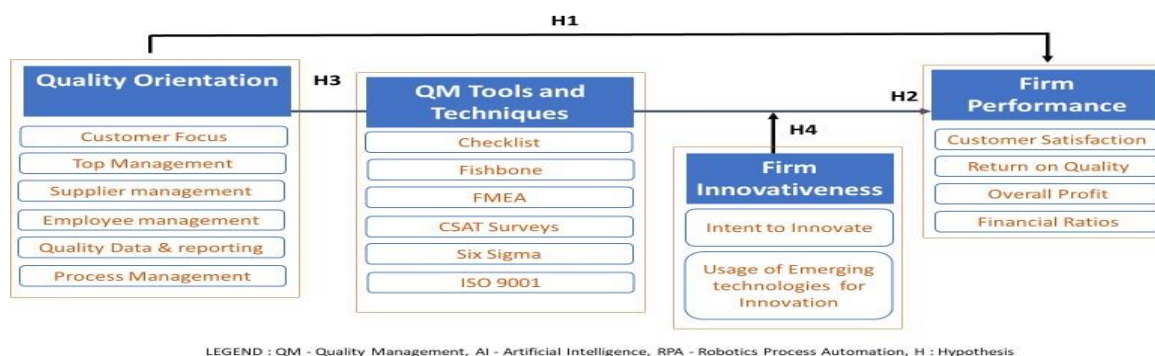 H1
Quality Orientation
Customer Focus
Top Management
Supplier management
Employee management
Quality Data & reporting
Process Management
H3
QM Tools and
Techniques
Checklist
Fishbone
FMEA
CSAT Surveys
Six Sigma
ISO 9001
H4
Firm
Innovativeness
Intent to Innovate
Usage of Emerging
technologies for
Innovation
H2
Firm
Performance
Customer Satisfaction
Return on Quality
Overall Profit
Financial Ratios
LEGEND : QM - Quality Management, AI - Artificial Intelligence, RPA - Robotics Process Automation, H : Hypothesis